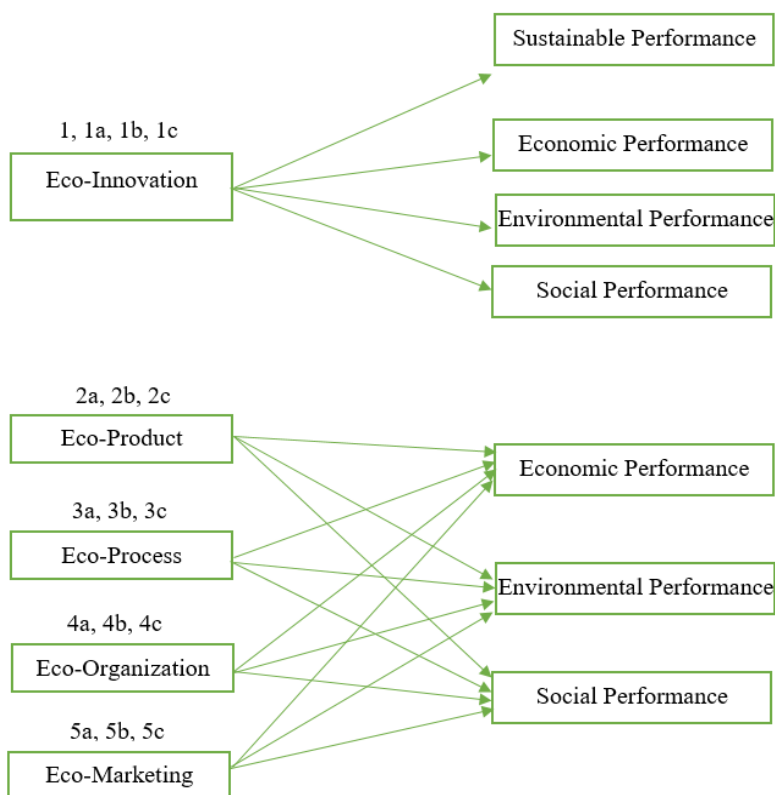 Sustainable Performance
1, 1a, 1b, 1c
Economic Performance
Eco-Innovation
Environmental Performance
Social Performance
2a, 2b, 2c
Eco-Product
Economic Performance
3a, 3b, 3c
Eco-Process
Environmental Performance
4a, 4b, 4c
Eco-Organization
Social Performance
5a, 5b, 5c
Eco-Marketing